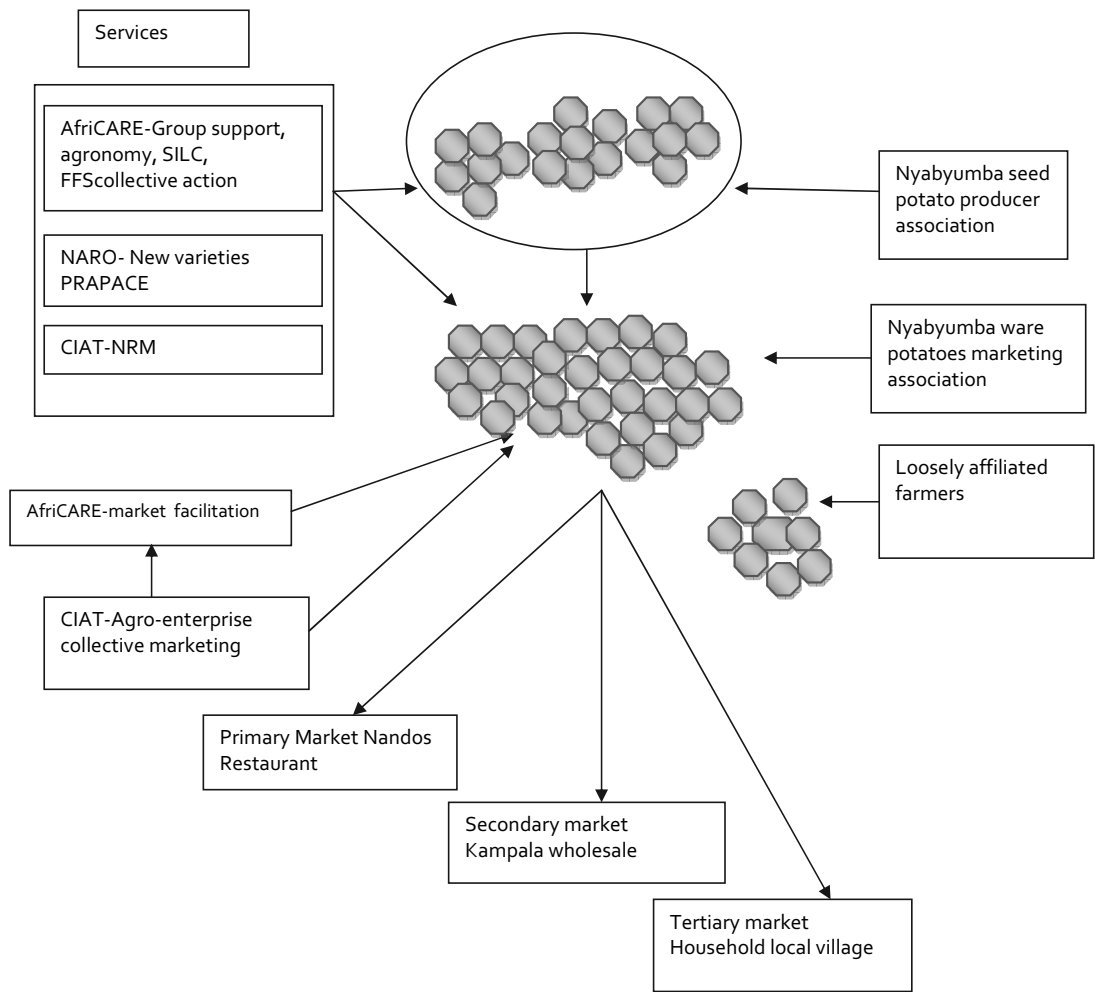 Services
AfriCARE-Group support,
agronomy, SILC,
FFScollective action
NARO- New varieties
PRAPACE
CIAT-NRM
Nyabyumba seed
potato producer
association
Nyabyumba ware
potatoes marketing
association
Loosely affiliated
farmers
AfriCARE-market facilitation
CIAT-Agro-enterprise
collective marketing
Primary Market Nandos
Restaurant
Secondary market
Kampala wholesale
Tertiary market
Household local village